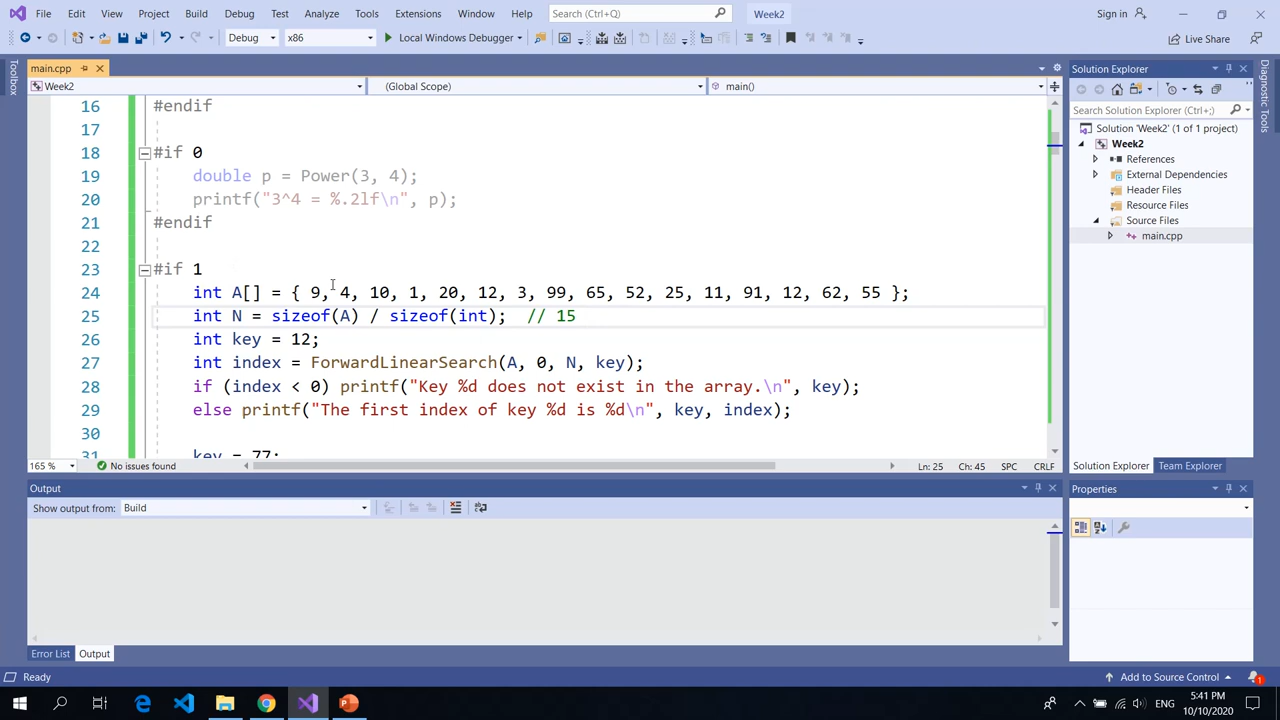 File Edit View Project Build Debug Test Analyze Tools Extensions Window Help Search (Ctrl+Q) Week2 Sign in
Debug x86 Local Windows Debugger Live Share
main.cpp
Week2 (Global Scope) main()
16 #endif
17
18 #if 0
19 double p = Power(3, 4);
20 printf("3^4 = %.2lf\n", p);
21 #endif
22
23 #if 1
24 int A[] = { 9, 4, 10, 1, 20, 12, 3, 99, 65, 52, 25, 11, 91, 12, 62, 55 };
25 int N = sizeof(A) / sizeof(int); // 15
26 int key = 12;
27 int index = ForwardLinearSearch(A, 0, N, key);
28 if (index < 0) printf("Key %d does not exist in the array.\n", key);
29 else printf("The first index of key %d is %d\n", key, index);
30
31 key = 77;
165 % No issues found Ln: 25 Ch: 45 SPC CRLF
Output
Show output from: Build
Error List Output
Toolbox
Solution Explorer
Search Solution Explorer (Ctrl+;)
Solution 'Week2' (1 of 1 project)
Week2
References
External Dependencies
Header Files
Resource Files
Source Files
main.cpp
Solution Explorer Team Explorer
Properties
Diagnostic Tools
Ready Add to Source Control 1
ENG 5:41 PM
10/10/2020